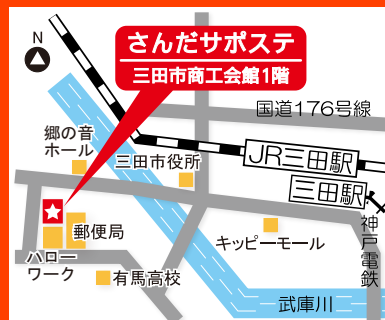 N
さんだサポステ
三田市商工会館1階
国道176号線
郷の音
ホール
三田市役所
JR三田駅
三田駅
神戸電鉄
郵便局
ハロー
ワーク
キッピーモール
有馬高校
武庫川